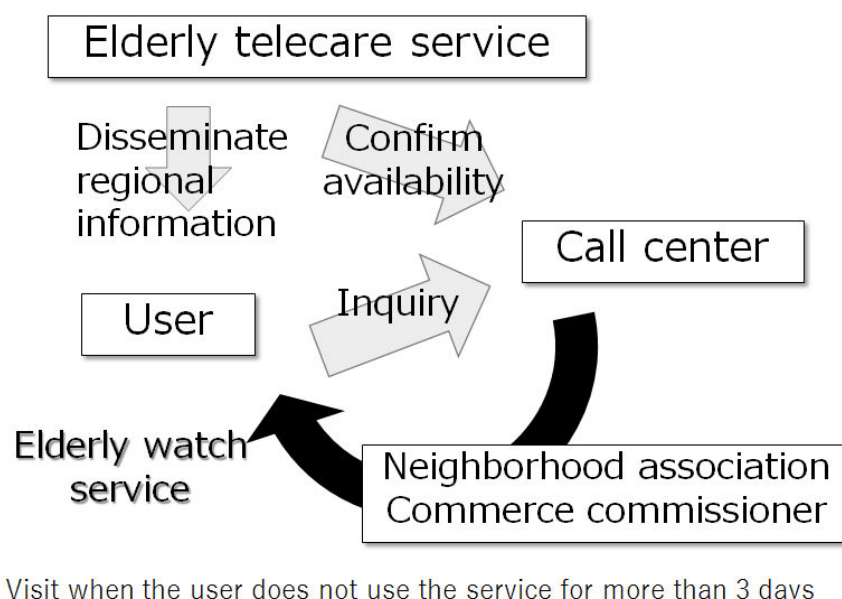 Elderly telecare service
Disseminate
regional
information
Confirm
availability
Call center
User
Inquiry
Elderly watch
service
Neighborhood association
Commerce commissioner
Visit when the user does not use the service for more than 3 days